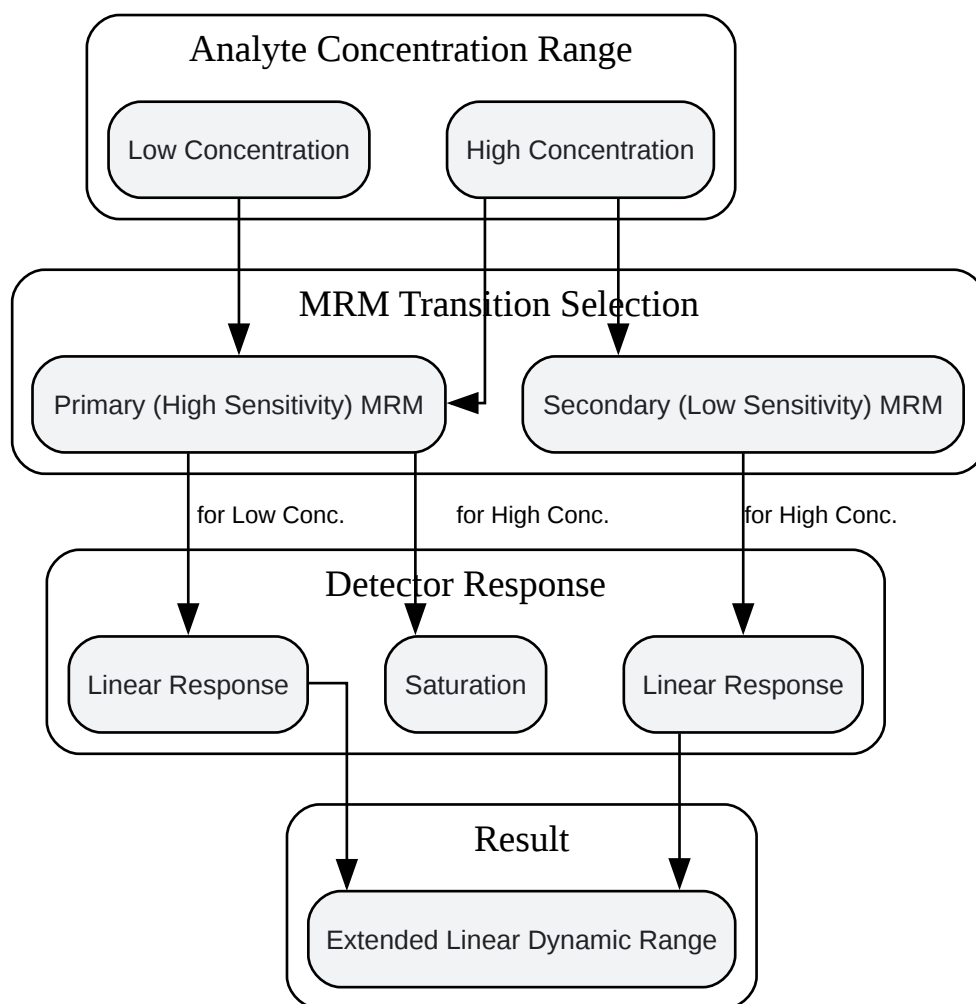 Analyte Concentration Range
Low Concentration
High Concentration
MRM Transition Selection
Primary (High Sensitivity) MRM
Secondary (Low Sensitivity) MRM
for Low Conc.
for High Conc.
for High Conc.
Detector Response
Linear Response
Saturation
Linear Response
Result
Extended Linear Dynamic Range